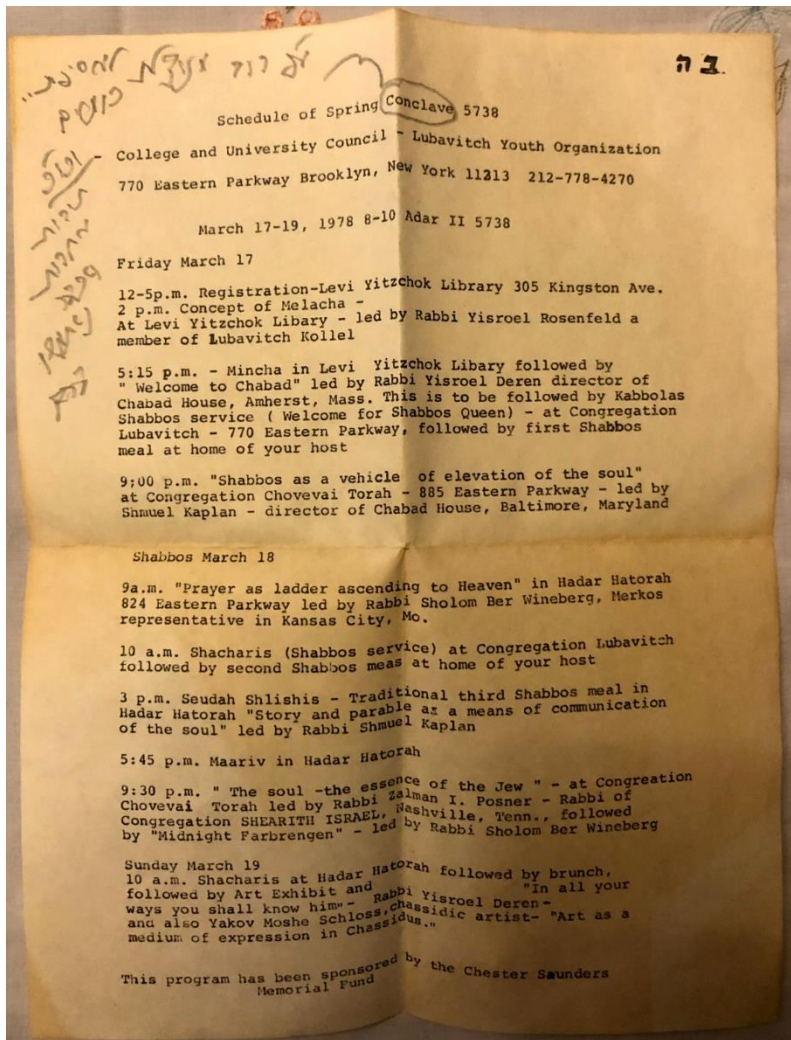 ב ה
על דרך
Schedule of Spring Conclave 5738
- College and University Council - Lubavitch Youth Organization
770 Eastern Parkway Brooklyn, New York 11213 212-778-4270
March 17-19, 1978 8-10 Adar II 5738
Friday March 17
12-5p.m. Registration-Levi Yitzchok Library 305 Kingston Ave.
2 p.m. Concept of Melacha -
At Levi Yitzchok Libary - led by Rabbi Yisroel Rosenfeld a
member of Lubavitch Kollel
5:15 p.m. - Mincha in Levi Yitzchok Libary followed by
" Welcome to Chabad" led by Rabbi Yisroel Deren director of
Chabad House, Amherst, Mass. This is to be followed by Kabbolas
Shabbos service ( Welcome for Shabbos Queen) - at Congregation
Lubavitch - 770 Eastern Parkway, followed by first Shabbos
meal at home of your host
9;00 p.m. "Shabbos as a vehicle of elevation of the soul"
at Congregation Chovevai Torah - 885 Eastern Parkway - led by
Shmuel Kaplan - director of Chabad House, Baltimore, Maryland
Shabbos March 18
9a.m. "Prayer as ladder ascending to Heaven" in Hadar Hatorah
824 Eastern Parkway led by Rabbi Sholom Ber Wineberg, Merkos
representative in Kansas City, Mo.
10 a.m. Shacharis (Shabbos service) at Congregation Lubavitch
followed by second Shabbos meas at home of your host
3 p.m. Seudah Shlishis - Traditional third Shabbos meal in
Hadar Hatorah "Story and parable as a means of communication
of the soul" led by Rabbi Shmuel Kaplan
5:45 p.m. Maariv in Hadar Hatorah
9:30 p.m. " The soul -the essence of the Jew " - at Congreation
Chovevai Torah led by Rabbi Zalman I. Posner - Rabbi of
Congregation SHEARITH ISRAEL, Nashville, Tenn., followed
by "Midnight Farbrengen" - led by Rabbi Sholom Ber Wineberg
Sunday March 19
10 a.m. Shacharis at Hadar Hatorah followed by brunch,
followed by Art Exhibit and "In all your
ways you shall know him"- Rabbi Yisroel Deren-
and also Yakov Moshe Schloss,chassidic artist- "Art as a
medium of expression in Chassidus."
This program has been sponsored by the Chester Saunders
Memorial Fund